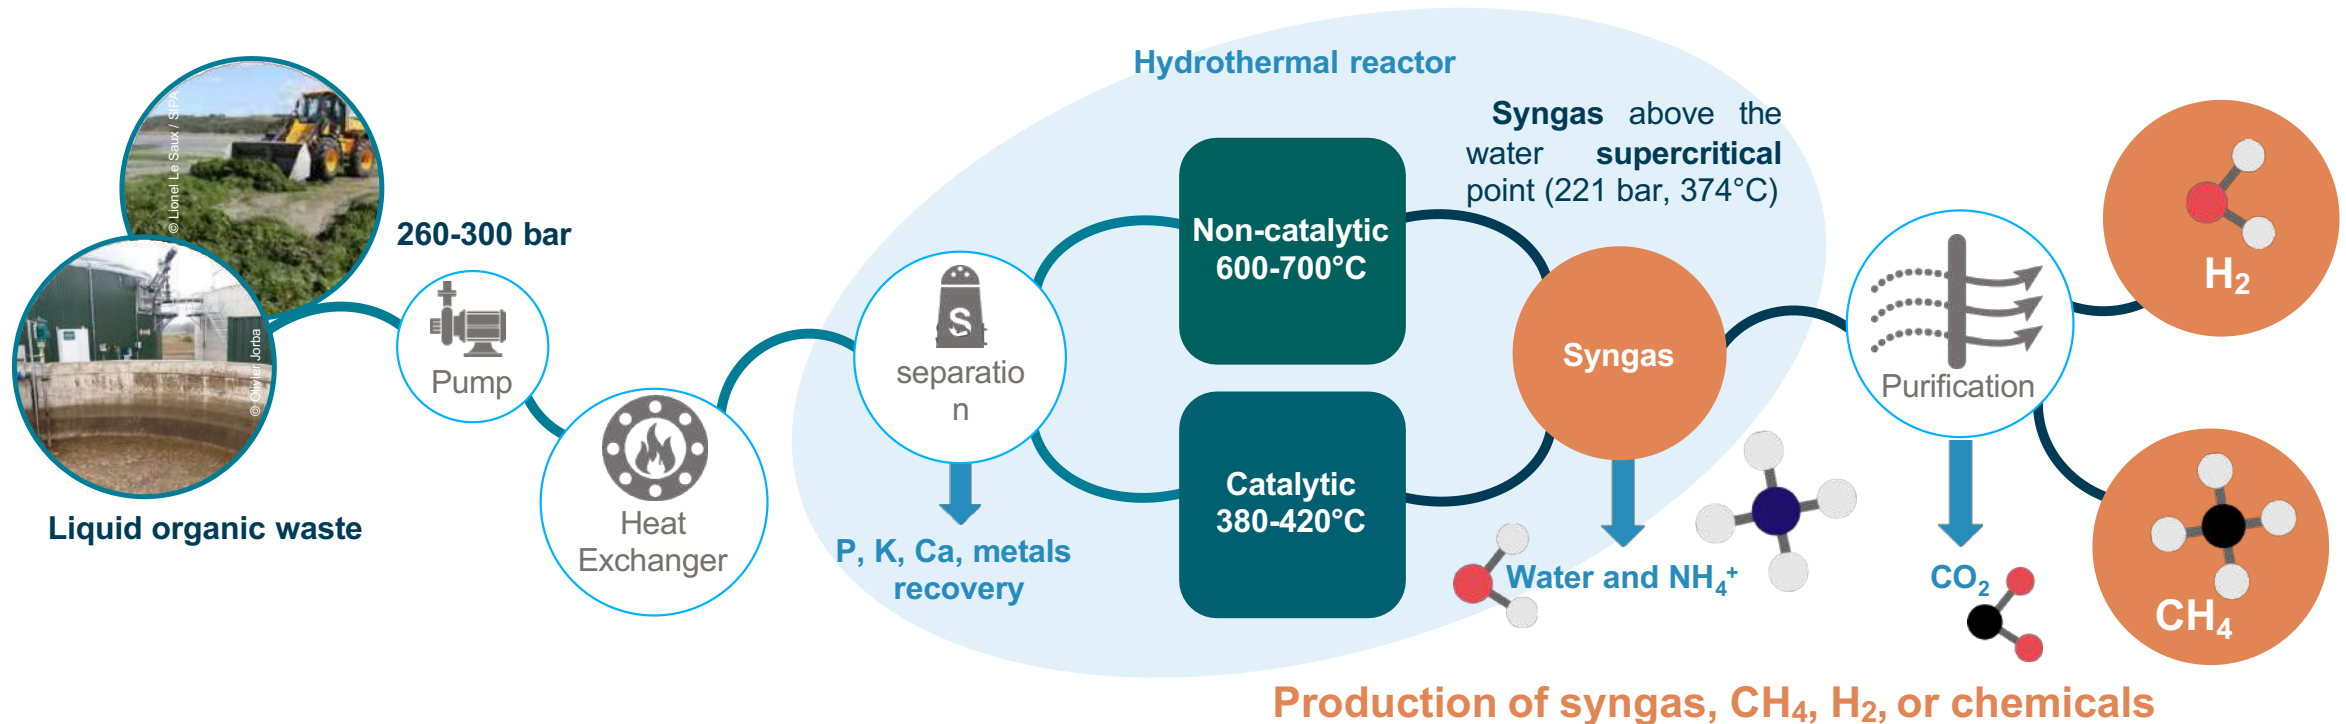 Hydrothermal reactor
© Lionel Le Saux / SIPA
© Olivier Jorba
Liquid organic waste
260-300 bar
Pump
Heat
Exchanger
S
separatio
n
P, K, Ca, metals
recovery
Non-catalytic
600-700°C
Catalytic
380-420°C
Syngas above the
water supercritical
point (221 bar, 374°C)
Syngas
Water and NH₄⁺
Purification
CO₂
H₂
CH₄
Production of syngas, CH₄, H₂, or chemicals